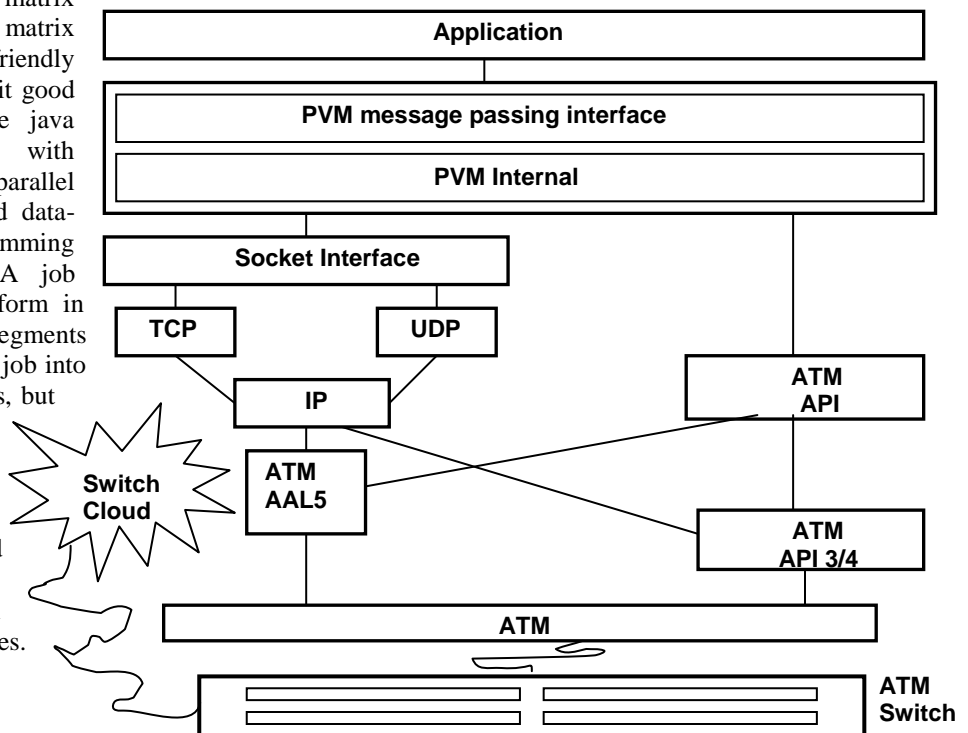 matrix
matrix
riendly
it good
e java
with
parallel
d data-
mming
A job
form in
egments
job into
s, but
es.
Application
PVM message passing interface
PVM Internal
Socket Interface
TCP
UDP
IP
ATM
API
ATM
AAL5
Switch
Cloud
ATM
API 3/4
ATM
ATM
Switch